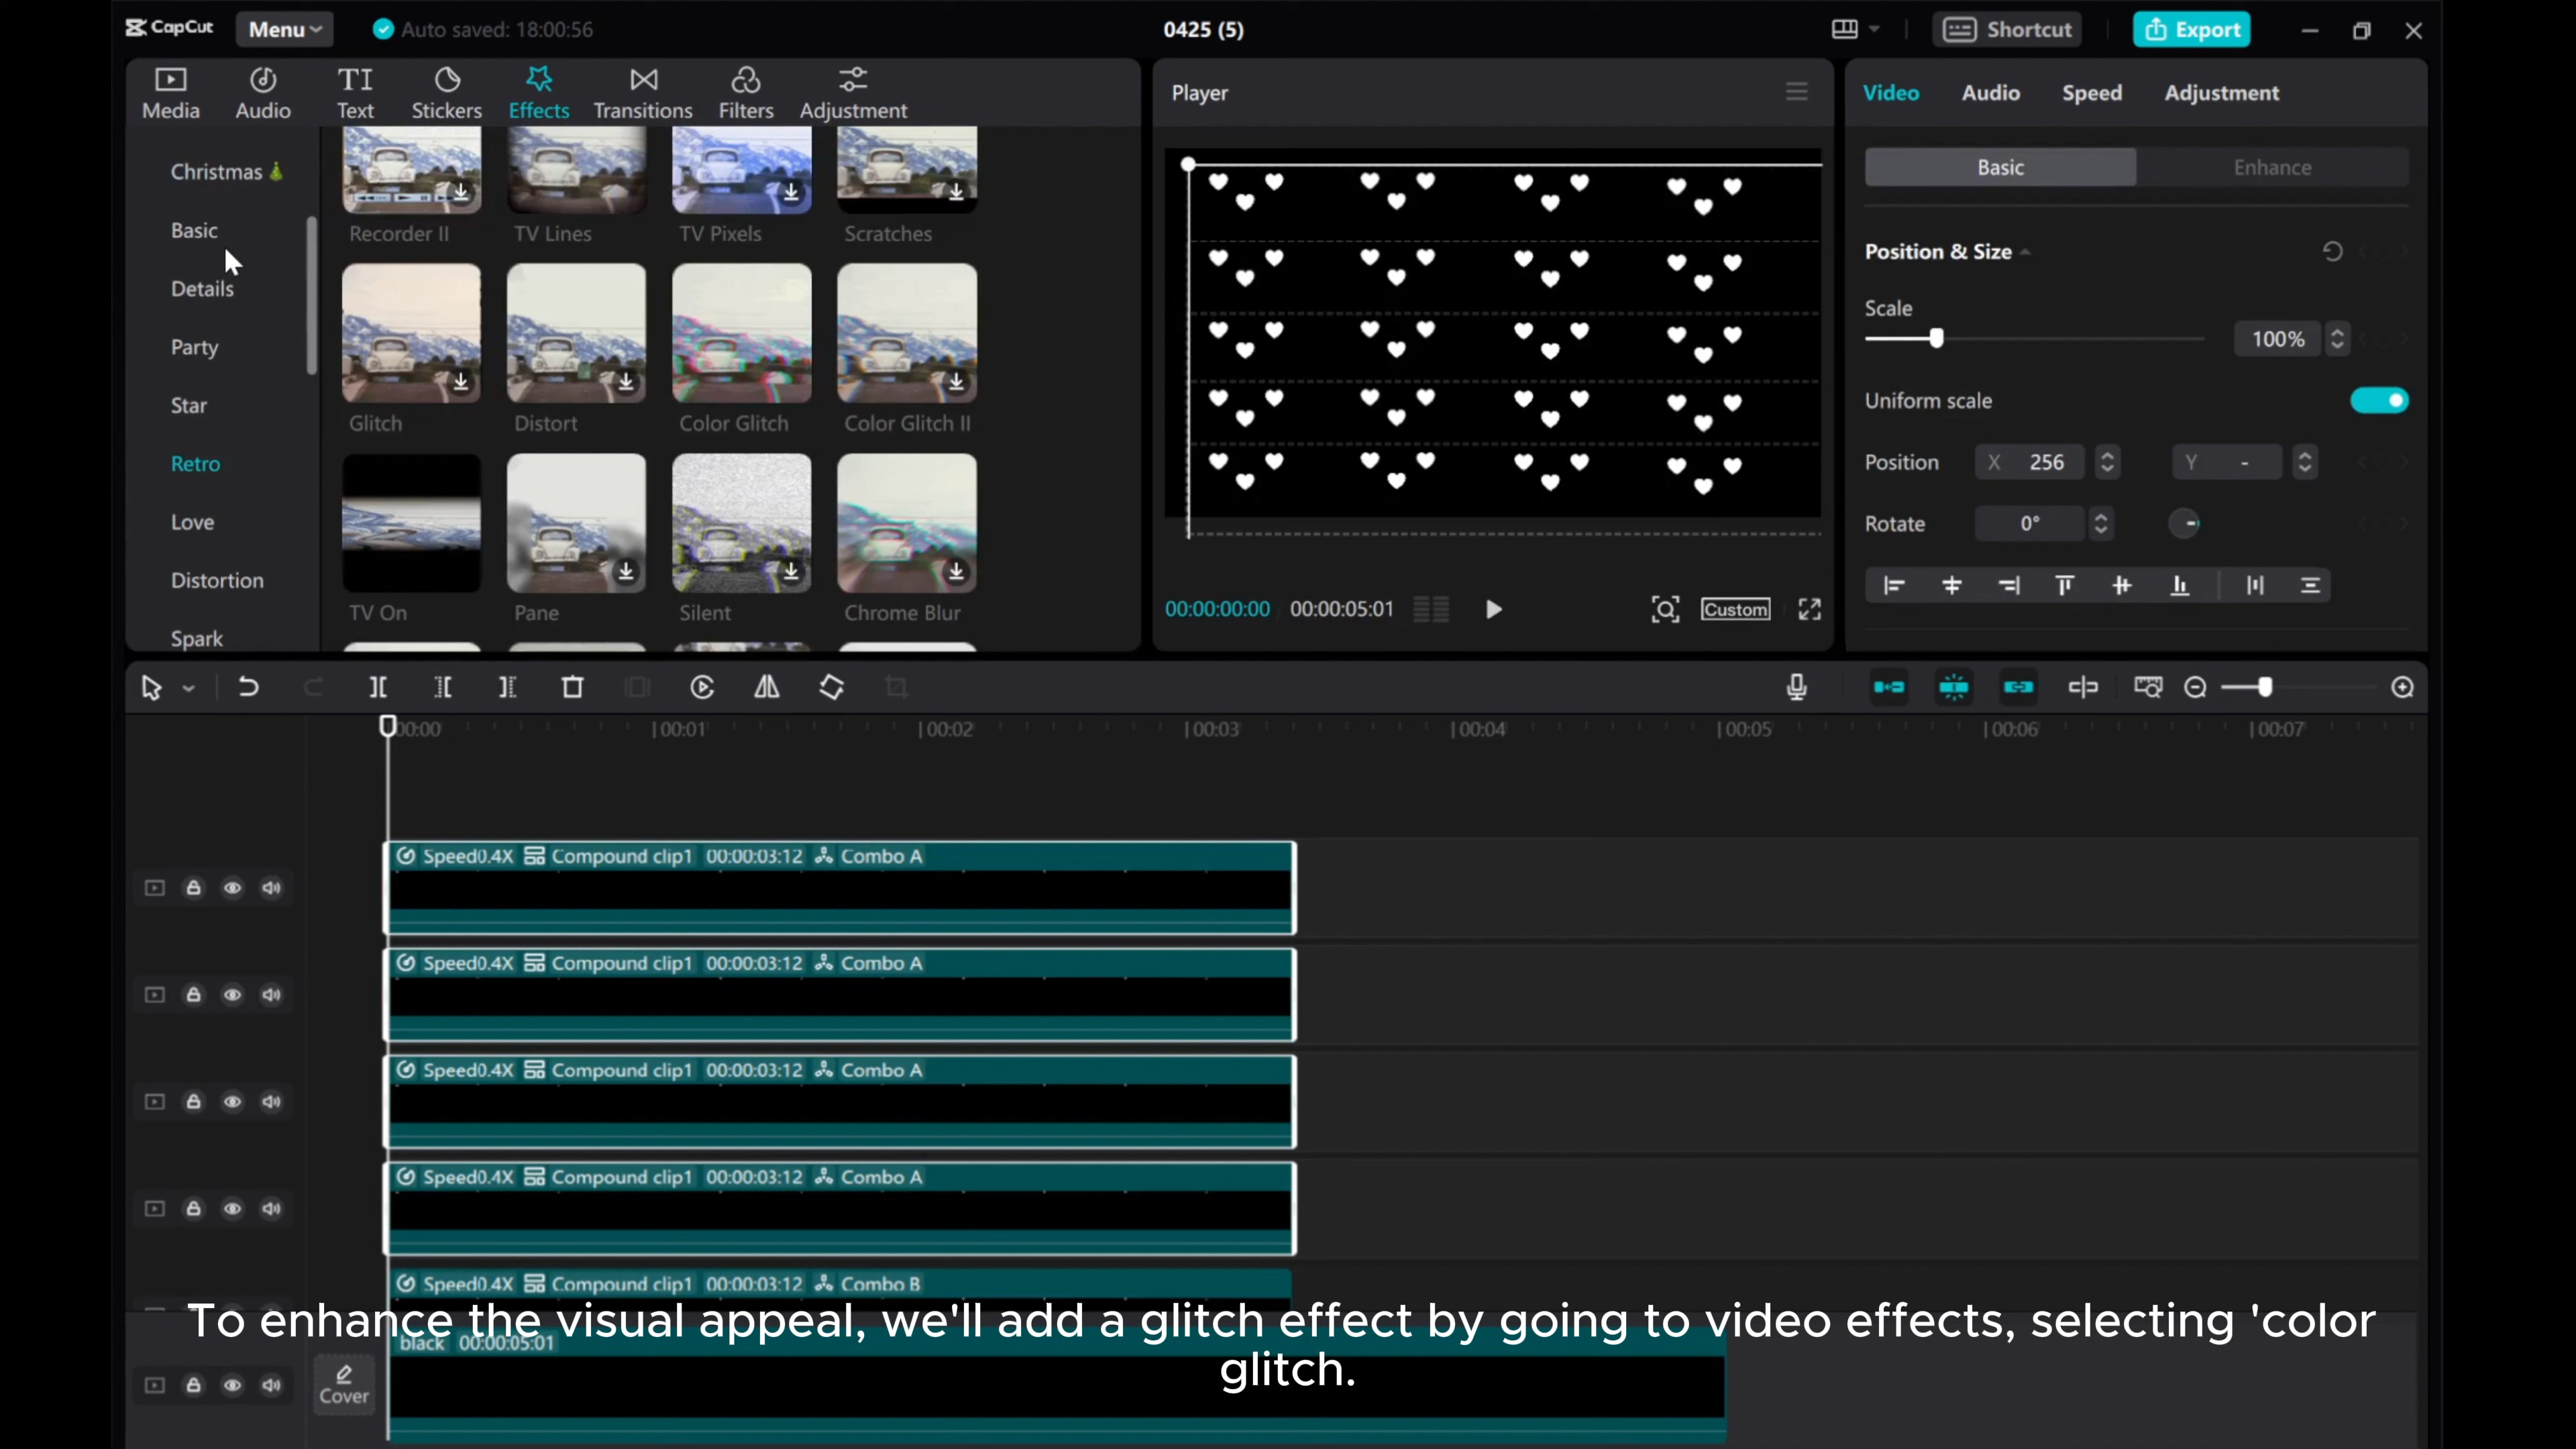 CapCut Menu Auto saved: 18:00:56 0425 (5) Shortcut Export
Media Audio TI Text Stickers Effects Transitions Filters Adjustment
Christmas
Basic
Details
Party
Star
Retro
Love
Distortion
Spark
Recorder II TV Lines TV Pixels Scratches
Glitch Distort Color Glitch Color Glitch II
TV On Pane Silent Chrome Blur
Player
00:00:00:00 00:00:05:01 Custom
Video Audio Speed Adjustment
Basic Enhance
Position & Size
Scale
100%
Uniform scale
Position X 256 Y -
Rotate 0°
00:00 00:01 00:02 00:03 00:04 00:05 00:06 00:07
Speed0.4X Compound clip1 00:00:03:12 Combo A
Speed0.4X Compound clip1 00:00:03:12 Combo A
Speed0.4X Compound clip1 00:00:03:12 Combo A
Speed0.4X Compound clip1 00:00:03:12 Combo A
Speed0.4X Compound clip1 00:00:03:12 Combo B
To enhance the visual appeal, we'll add a glitch effect by going to video effects, selecting 'color
glitch.
black 00:00:05:01
Cover